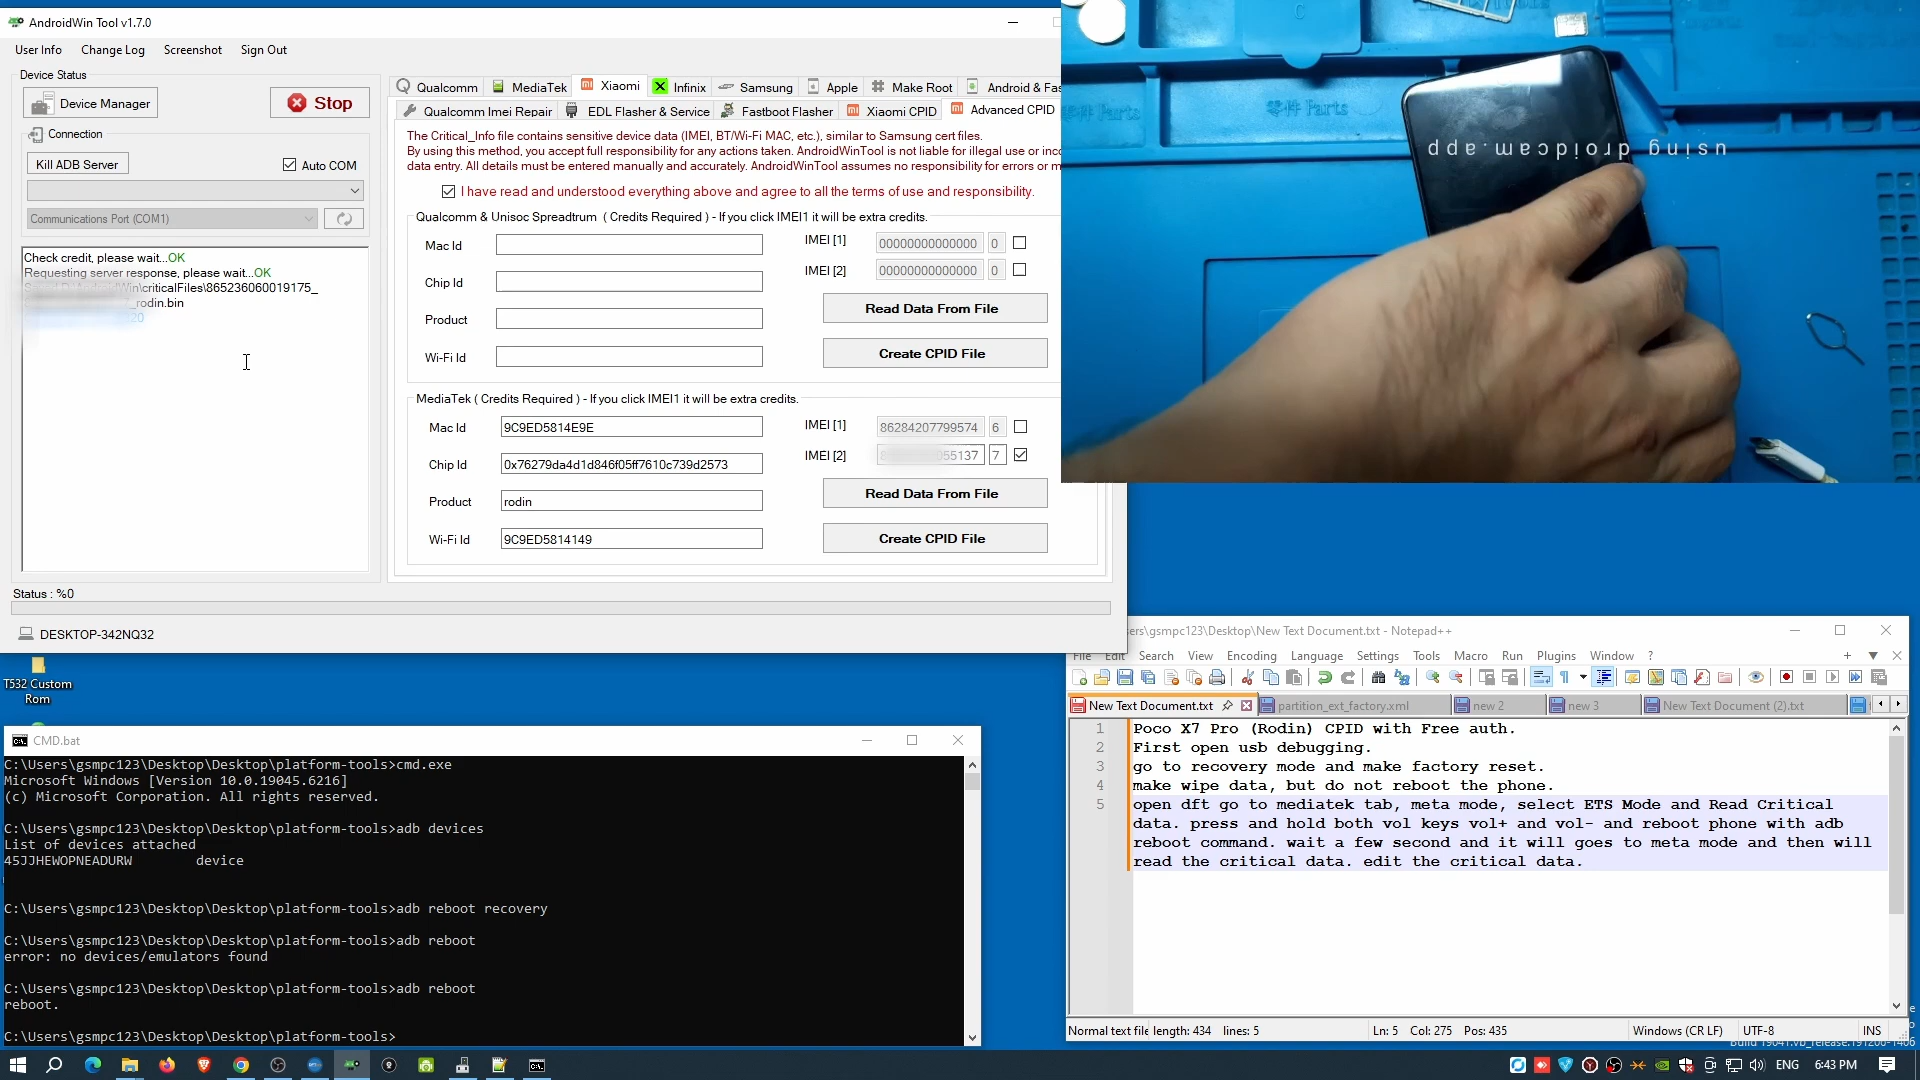 AndroidWin Tool v1.7.0
User Info Change Log Screenshot Sign Out
Device Status
Device Manager
Stop
Connection
Kill ADB Server
Auto COM
Communications Port (COM1)
Check credit, please wait...OK
Requesting server response, please wait...OK
\criticalFiles\865236060019175_
_rodin.bin
Status : %0
DESKTOP-342NQ32
Qualcomm MediaTek Xiaomi Infinix Samsung Apple Make Root Android & Fas
Qualcomm Imei Repair EDL Flasher & Service Fastboot Flasher Xiaomi CPID Advanced CPID
The Critical_Info file contains sensitive device data (IMEI, BT/Wi-Fi MAC, etc.), similar to Samsung cert files.
By using this method, you accept full responsibility for any actions taken. AndroidWinTool is not liable for illegal use or inco
data entry. All details must be entered manually and accurately. AndroidWinTool assumes no responsibility for errors or m
I have read and understood everything above and agree to all the terms of use and responsibility.
Qualcomm & Unisoc Spreadtrum ( Credits Required ) - If you click IMEI1 it will be extra credits.
Mac Id
IMEI [1] 00000000000000 0
Chip Id
IMEI [2] 00000000000000 0
Product
Read Data From File
Wi-Fi Id
Create CPID File
MediaTek ( Credits Required ) - If you click IMEI1 it will be extra credits.
Mac Id 9C9ED5814E9E
IMEI [1] 86284207799574 6
Chip Id 0x76279da4d1d846f05ff7610c739d2573
IMEI [2] 055137 7
Product rodin
Read Data From File
Wi-Fi Id 9C9ED5814149
Create CPID File
零件 Parts
using droidcam.app
T532 Custom
Rom
CMD.bat
C:\Users\gsmpc123\Desktop\Desktop\platform-tools>cmd.exe
Microsoft Windows [Version 10.0.19045.6216]
(c) Microsoft Corporation. All rights reserved.
C:\Users\gsmpc123\Desktop\Desktop\platform-tools>adb devices
List of devices attached
45JJHEWOPNEADURW device
C:\Users\gsmpc123\Desktop\Desktop\platform-tools>adb reboot recovery
C:\Users\gsmpc123\Desktop\Desktop\platform-tools>adb reboot
error: no devices/emulators found
C:\Users\gsmpc123\Desktop\Desktop\platform-tools>adb reboot
reboot.
C:\Users\gsmpc123\Desktop\Desktop\platform-tools>
ers\gsmpc123\Desktop\New Text Document.txt - Notepad++
File Edit Search View Encoding Language Settings Tools Macro Run Plugins Window ?
New Text Document.txt partition_ext_factory.xml new 2 new 3 New Text Document (2).txt
1 Poco X7 Pro (Rodin) CPID with Free auth.
2 First open usb debugging.
3 go to recovery mode and make factory reset.
4 make wipe data, but do not reboot the phone.
5 open dft go to mediatek tab, meta mode, select ETS Mode and Read Critical
data. press and hold both vol keys vol+ and vol- and reboot phone with adb
reboot command. wait a few second and it will goes to meta mode and then will
read the critical data. edit the critical data.
Normal text file length: 434 lines: 5 Ln: 5 Col: 275 Pos: 435 Windows (CR LF) UTF-8 INS
Build 19041.vb_release.191206-1406
ENG 6:43 PM